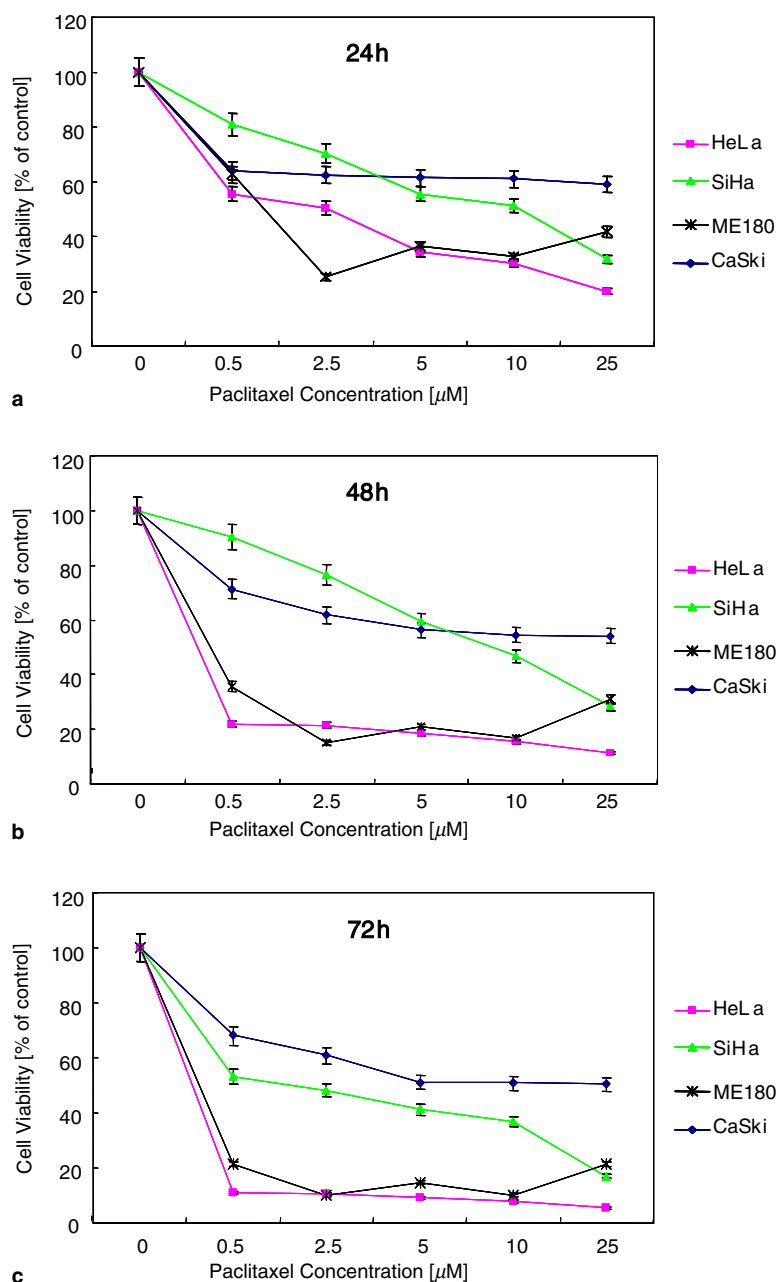 24h
Cell Viability [% of control]
120
100
80
60
40
20
0
0 0.5 2.5 5 10 25
Paclitaxel Concentration [μM]
HeLa
SiHa
ME180
CaSki
a
48h
Cell Viability [% of control]
120
100
80
60
40
20
0
0 0.5 2.5 5 10 25
Paclitaxel Concentration [μM]
HeLa
SiHa
ME180
CaSki
b
72h
Cell Viability [% of control]
120
100
80
60
40
20
0
0 0.5 2.5 5 10 25
Paclitaxel Concentration [μM]
HeLa
SiHa
ME180
CaSki
c